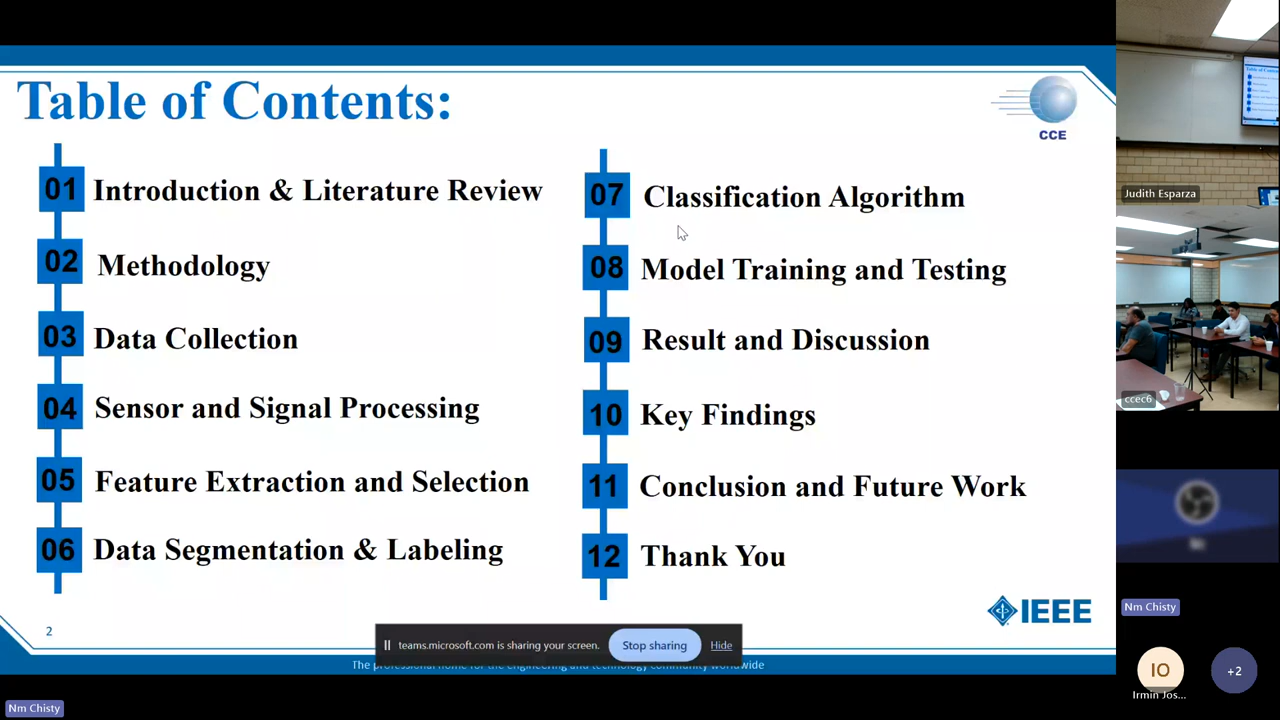 Table of Contents:
CCE
01 Introduction & Literature Review
02 Methodology
03 Data Collection
04 Sensor and Signal Processing
05 Feature Extraction and Selection
06 Data Segmentation & Labeling
07 Classification Algorithm
08 Model Training and Testing
09 Result and Discussion
10 Key Findings
11 Conclusion and Future Work
12 Thank You
IEEE
2
teams.microsoft.com is sharing your screen.
Stop sharing
Hide
The professional home for the engineering and technology community worldwide
Nm Chisty
Judith Esparza
ccec6
Nm Chisty
IO
Irmin Jos...
+2